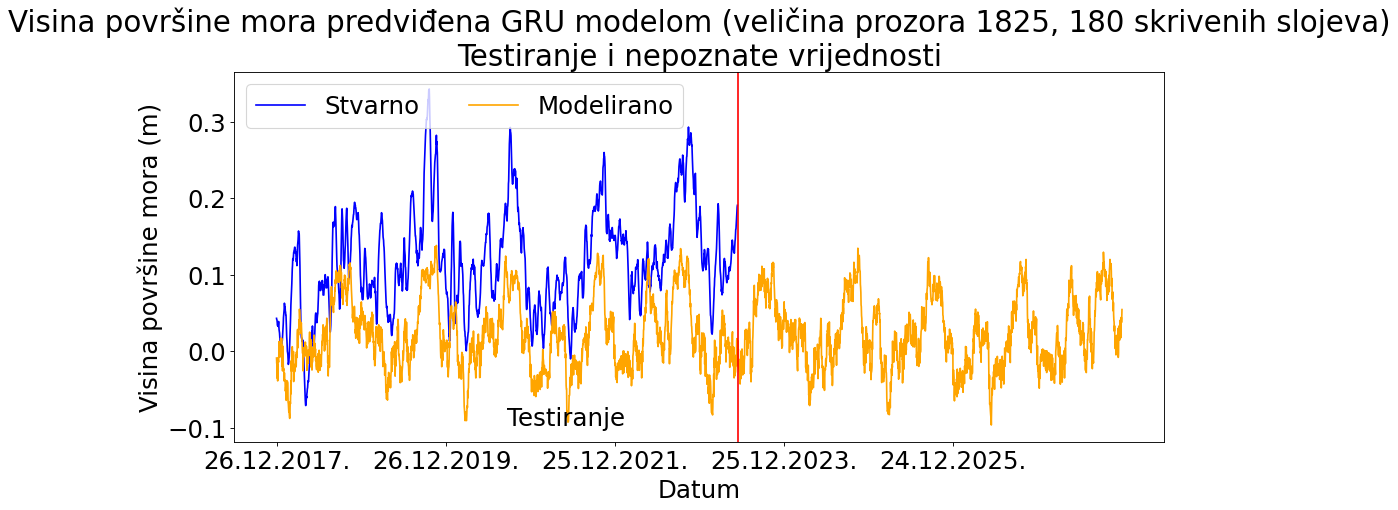 Visina površine mora predviđena GRU modelom (veličina prozora 1825, 180 skrivenih slojeva)
Testiranje i nepoznate vrijednosti
Stvarno Modelirano
Visina površine mora (m)
0.3
0.2
0.1
0.0
−0.1
Testiranje
26.12.2017. 26.12.2019. 25.12.2021. 25.12.2023. 24.12.2025.
Datum